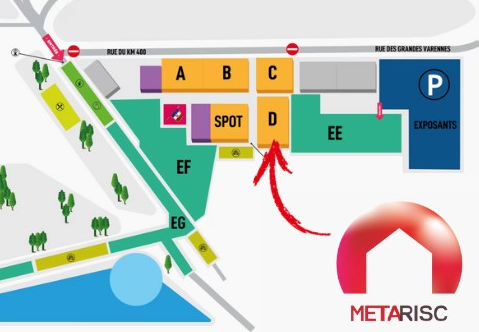 RUE DU KM 400
RUE DES GRANDES VARENNES
A
B
C
P
SPOT
D
EE
EXPOSANTS
EF
EG
METARISC